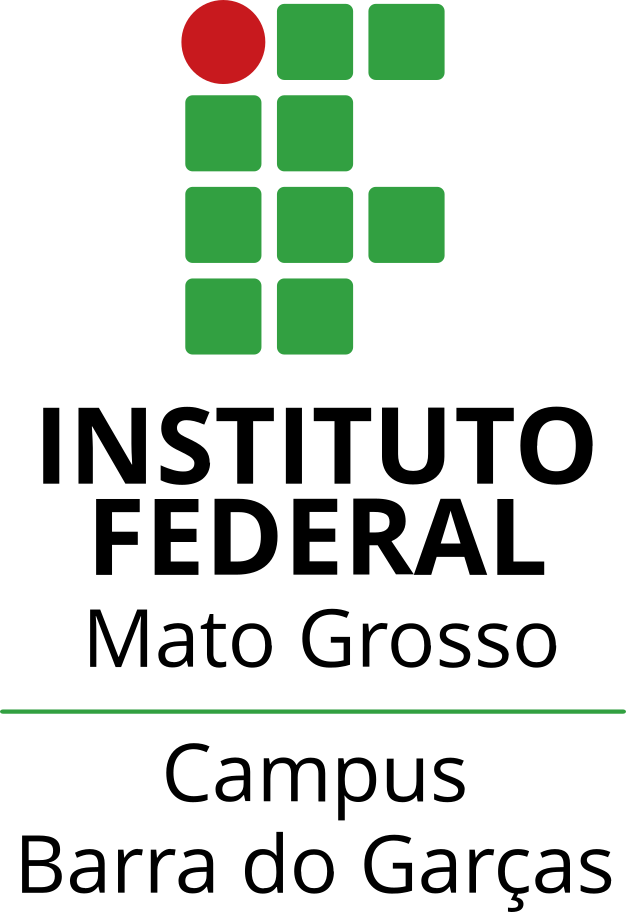 INSTITUTO
FEDERAL
Mato Grosso
Campus
Barra do Garças